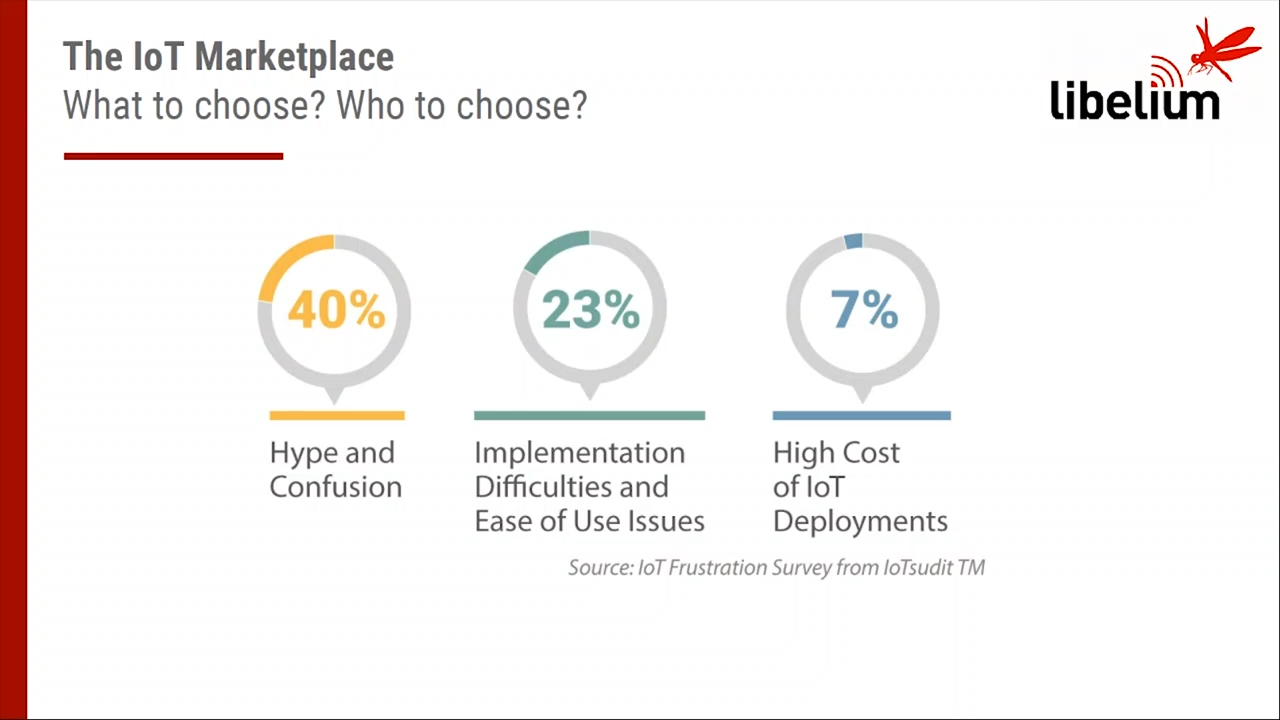 The IoT Marketplace
What to choose? Who to choose?
libelium
40%
23%
7%
Hype and
Confusion
Implementation
Difficulties and
Ease of Use Issues
High Cost
of IoT
Deployments
Source: IoT Frustration Survey from IoTsudit TM